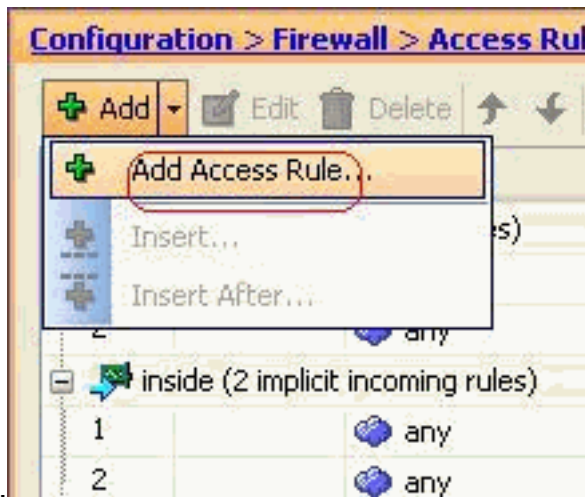 Configuration > Firewall > Access Rul
Add Edit Delete
Add Access Rule...
Insert...
es)
Insert After...
2 any
inside (2 implicit incoming rules)
1 any
2 any